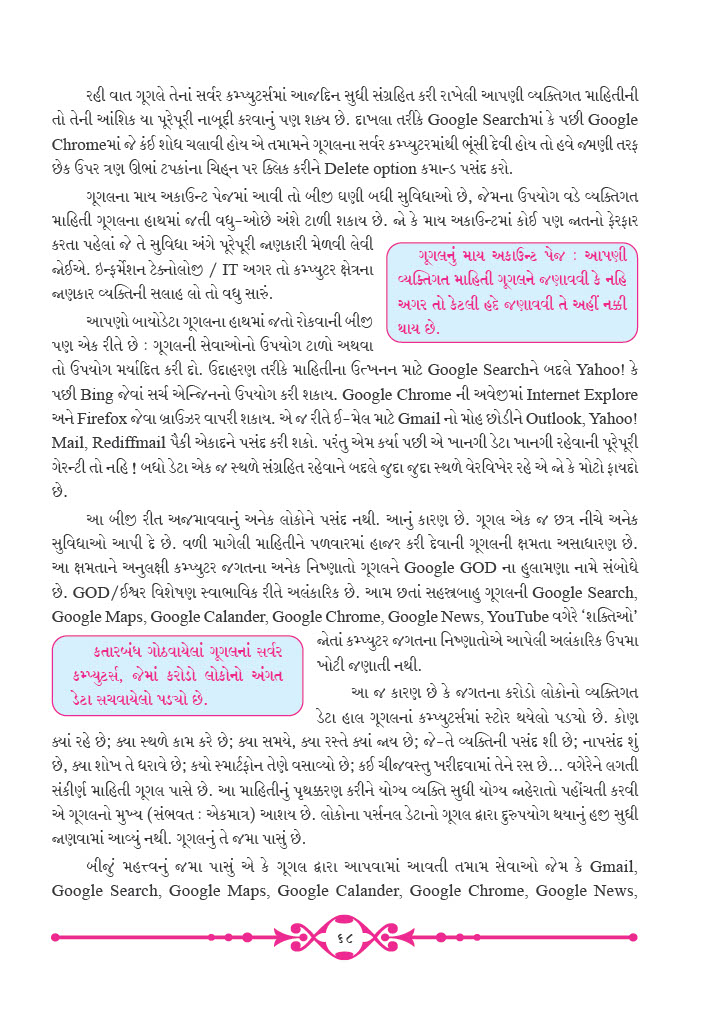 રહી વાત ગૂગલે તેનાં સર્વર કમ્પ્યુટર્સમાં આજદિન સુધી સંગ્રહિત કરી રાખેલી આપણી વ્યક્તિગત માહિતીની
તો તેની આંશિક યા પૂરેપૂરી નાબૂદી કરવાનું પણ શક્ય છે. દાખલા તરીકે Google Searchમાં કે પછી Google
Chromeમાં જે કંઈ શોધ ચલાવી હોય એ તમામને ગૂગલના સર્વર કમ્પ્યુટરમાંથી ભૂંસી દેવી હોય તો હવે જમણી તરફ
છેક ઉપર ત્રણ ઊભાં ટપકાંના ચિહ્ન પર ક્લિક કરીને Delete option કમાન્ડ પસંદ કરો.
ગૂગલના માય અકાઉન્ટ પેજમાં આવી તો બીજી ઘણી બધી સુવિધાઓ છે, જેમના ઉપયોગ વડે વ્યક્તિગત
માહિતી ગૂગલના હાથમાં જતી વધુ-ઓછે અંશે ટાળી શકાય છે. જો કે માય અકાઉન્ટમાં કોઈ પણ જાતનો ફેરફાર
કરતા પહેલાં જે તે સુવિધા અંગે પૂરેપૂરી જાણકારી મેળવી લેવી
જોઈએ. ઇન્ફર્મેશન ટેક્નોલોજી / IT અગર તો કમ્પ્યુટર ક્ષેત્રના
જાણકાર વ્યક્તિની સલાહ લો તો વધુ સારું.
ગૂગલનું માય અકાઉન્ટ પેજ : આપણી
વ્યક્તિગત માહિતી ગૂગલને જણાવવી કે નહિ
અગર તો કેટલી હદે જણાવવી તે અહીં નક્કી
થાય છે.
આપણો બાયોડેટા ગૂગલના હાથમાં જતો રોકવાની બીજી
પણ એક રીતે છે : ગૂગલની સેવાઓનો ઉપયોગ ટાળો અથવા
તો ઉપયોગ મર્યાદિત કરી દો. ઉદાહરણ તરીકે માહિતીના ઉત્ખનન માટે Google Searchને બદલે Yahoo! કે
પછી Bing જેવાં સર્ચ એન્જિનનો ઉપયોગ કરી શકાય. Google Chrome ની અવેજીમાં Internet Explore
અને Firefox જેવા બ્રાઉઝર વાપરી શકાય. એ જ રીતે ઈ-મેલ માટે Gmail નો મોહ છોડીને Outlook, Yahoo!
Mail, Rediffmail પૈકી એકાદને પસંદ કરી શકો. પરંતુ એમ કર્યા પછી એ ખાનગી ડેટા ખાનગી રહેવાની પૂરેપૂરી
ગેરન્ટી તો નહિ ! બધો ડેટા એક જ સ્થળે સંગ્રહિત રહેવાને બદલે જુદા જુદા સ્થળે વેરવિખેર રહે એ જો કે મોટો ફાયદો
છે.
આ બીજી રીત અજમાવવાનું અનેક લોકોને પસંદ નથી. આનું કારણ છે. ગૂગલ એક જ છત્ર નીચે અનેક
સુવિધાઓ આપી દે છે. વળી માગેલી માહિતીને પળવારમાં હાજર કરી દેવાની ગૂગલની ક્ષમતા અસાધારણ છે.
આ ક્ષમતાને અનુલક્ષી કમ્પ્યુટર જગતના અનેક નિષ્ણાતો ગૂગલને Google GOD ના હુલામણા નામે સંબોધે
છે. GOD/ઈશ્વર વિશેષણ સ્વાભાવિક રીતે અલંકારિક છે. આમ છતાં સહસ્ત્રબાહુ ગૂગલની Google Search,
Google Maps, Google Calander, Google Chrome, Google News, YouTube વગેરે ‘શક્તિઓ’
જોતાં કમ્પ્યુટર જગતના નિષ્ણાતોએ આપેલી અલંકારિક ઉપમા
ખોટી જણાતી નથી.
કતારબંધ ગોઠવાયેલાં ગૂગલનાં સર્વર
કમ્પ્યુટર્સ, જેમાં કરોડો લોકોનો અંગત
ડેટા સચવાયેલો પડ્યો છે.
આ જ કારણ છે કે જગતના કરોડો લોકોનો વ્યક્તિગત
ડેટા હાલ ગૂગલનાં કમ્પ્યુટર્સમાં સ્ટોર થયેલો પડ્યો છે. કોણ
ક્યાં રહે છે; ક્યા સ્થળે કામ કરે છે; ક્યા સમયે, ક્યા રસ્તે ક્યાં જાય છે; જે-તે વ્યક્તિની પસંદ શી છે; નાપસંદ શું
છે, ક્યા શોખ તે ધરાવે છે; કયો સ્માર્ટફોન તેણે વસાવ્યો છે; કઈ ચીજવસ્તુ ખરીદવામાં તેને રસ છે... વગેરેને લગતી
સંકીર્ણ માહિતી ગૂગલ પાસે છે. આ માહિતીનું પૃથક્કરણ કરીને યોગ્ય વ્યક્તિ સુધી યોગ્ય જાહેરાતો પહોંચતી કરવી
એ ગૂગલનો મુખ્ય (સંભવત : એકમાત્ર) આશય છે. લોકોના પર્સનલ ડેટાનો ગૂગલ દ્વારા દુરુપયોગ થયાનું હજી સુધી
જાણવામાં આવ્યું નથી. ગૂગલનું તે જમા પાસું છે.
બીજું મહત્ત્વનું જમા પાસું એ કે ગૂગલ દ્વારા આપવામાં આવતી તમામ સેવાઓ જેમ કે Gmail,
Google Search, Google Maps, Google Calander, Google Chrome, Google News,
૬૮